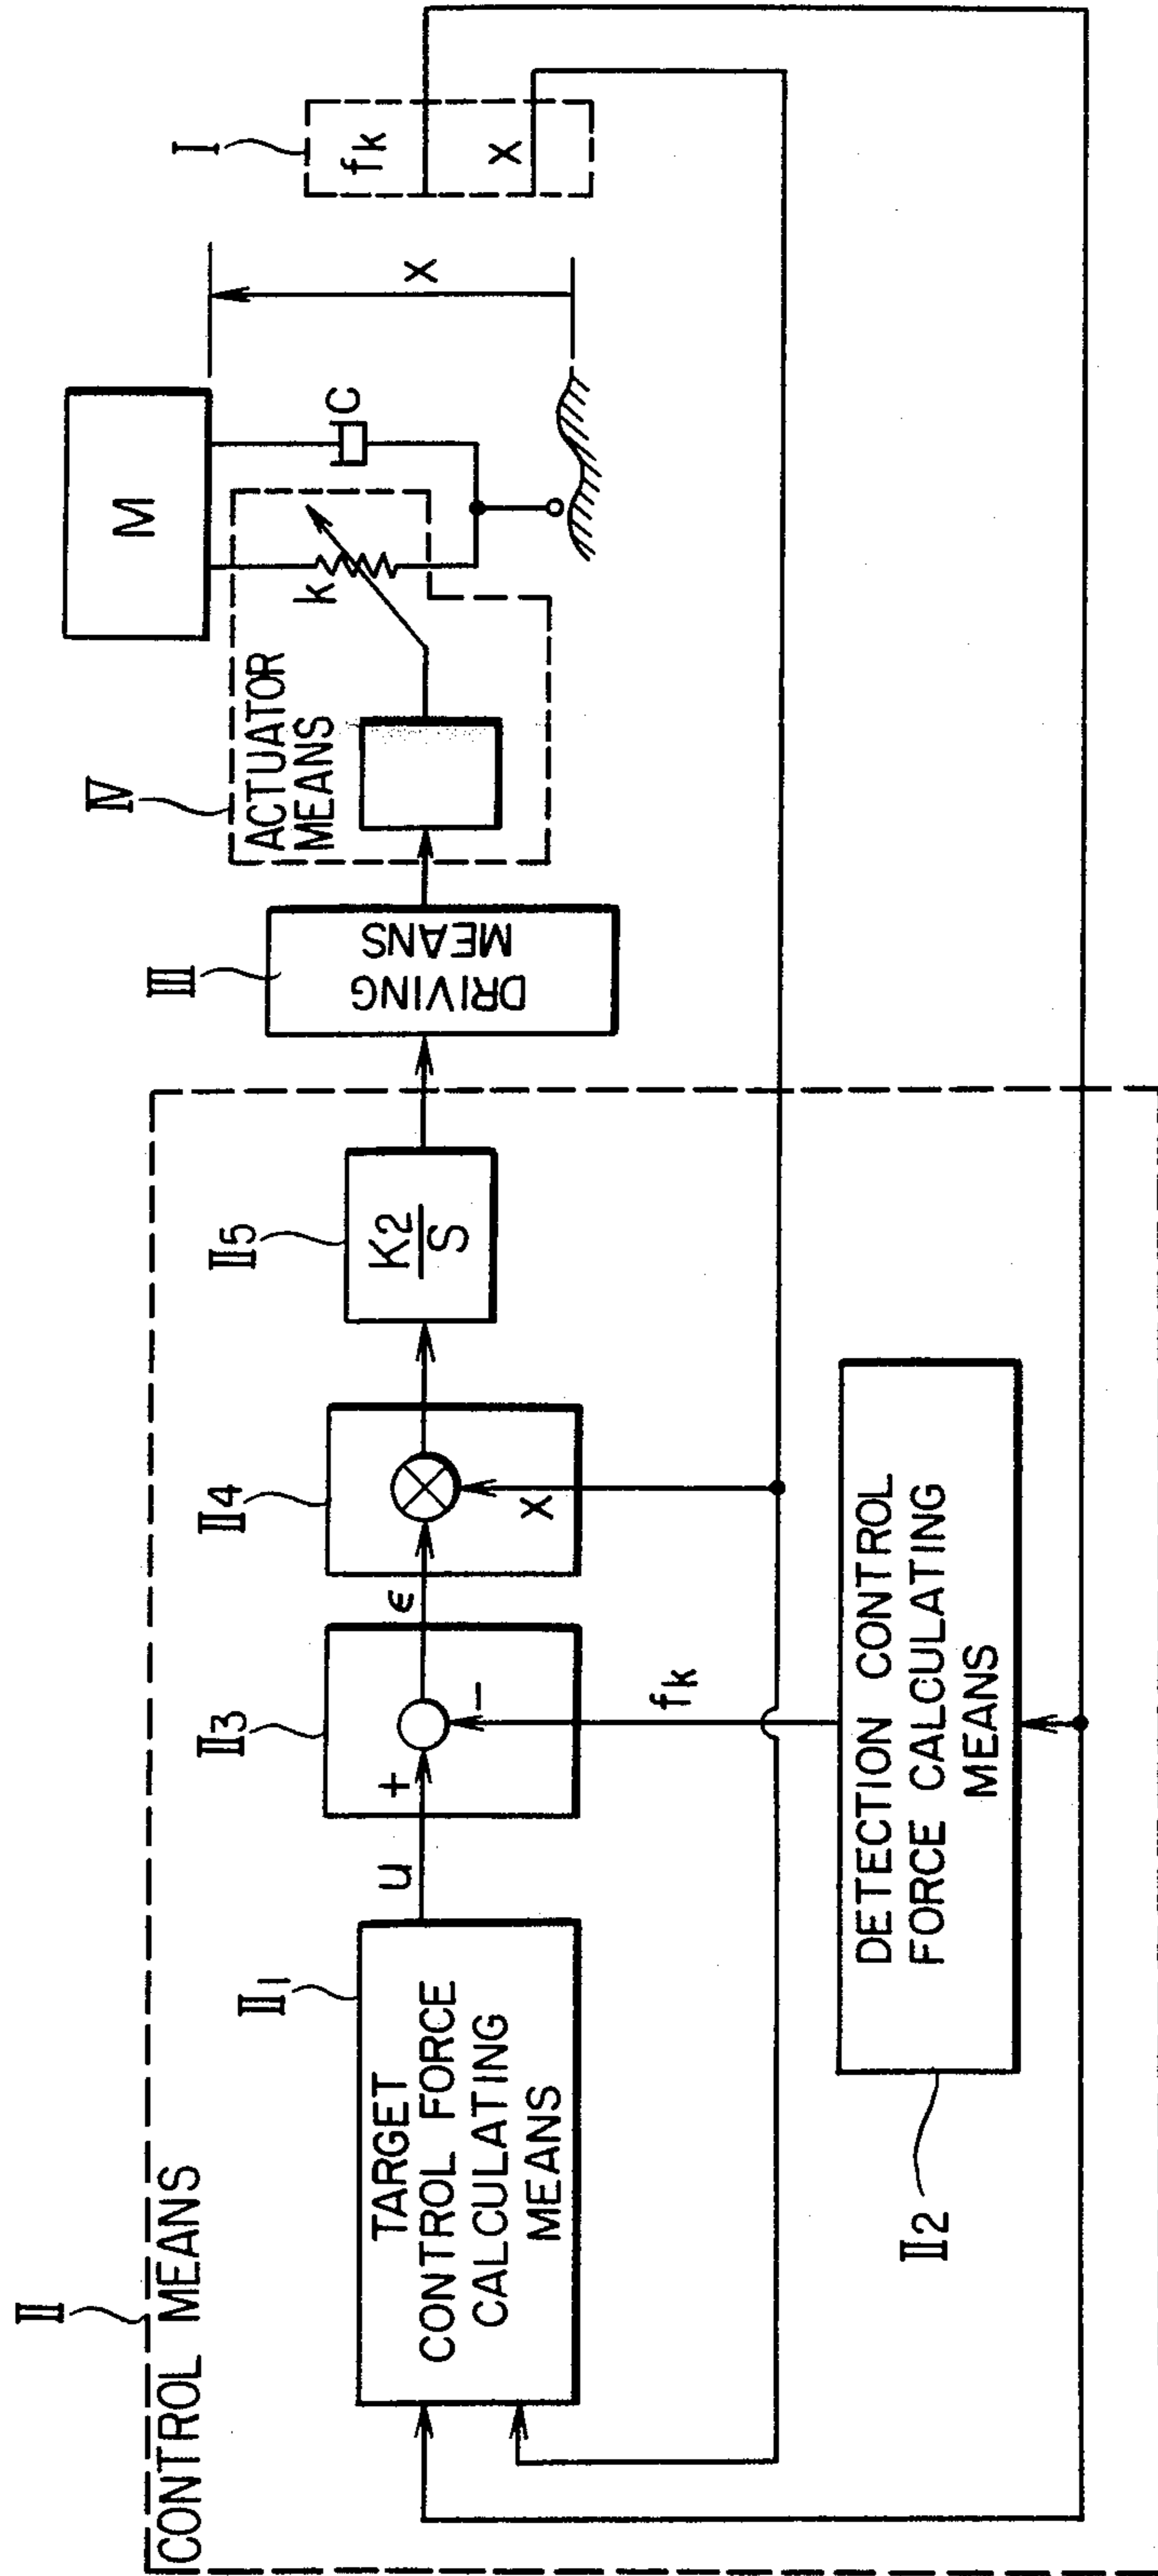 II
CONTROL MEANS
II1
TARGET
CONTROL FORCE
CALCULATING
MEANS
u
+
-
II3
ϵ
II4
X
II5
K2
S
fk
II2
DETECTION CONTROL
FORCE CALCULATING
MEANS
III
DRIVING
MEANS
IV
ACTUATOR
MEANS
k
M
C
X
I
fk
X